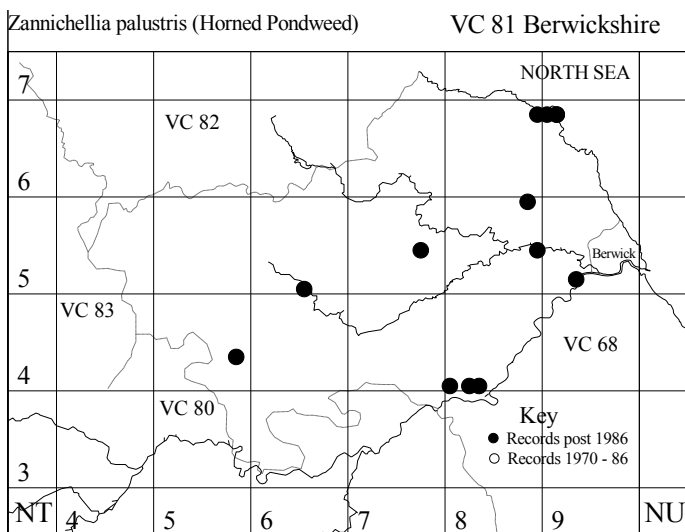 Zannichellia palustris (Horned Pondweed) VC 81 Berwickshire
NORTH SEA
7
VC 82
6
Berwick
5
VC 83
VC 68
4
VC 80
Key
Records post 1986
Records 1970 - 86
3
NT 4 5 6 7 8 9 NU